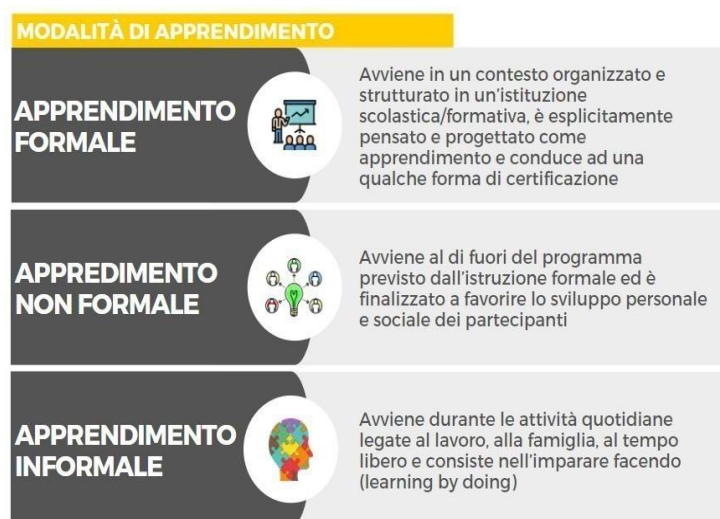 MODALITÀ DI APPRENDIMENTO
APPRENDIMENTO
FORMALE
Avviene in un contesto organizzato e
strutturato in un'istituzione
scolastica/formativa, è esplicitamente
pensato e progettato come
apprendimento e conduce ad una
qualche forma di certificazione
APPREDIMENTO
NON FORMALE
Avviene al di fuori del programma
previsto dall'istruzione formale ed è
finalizzato a favorire lo sviluppo personale
e sociale dei partecipanti
APPRENDIMENTO
INFORMALE
Avviene durante le attività quotidiane
legate al lavoro, alla famiglia, al tempo
libero e consiste nell'imparare facendo
(learning by doing)